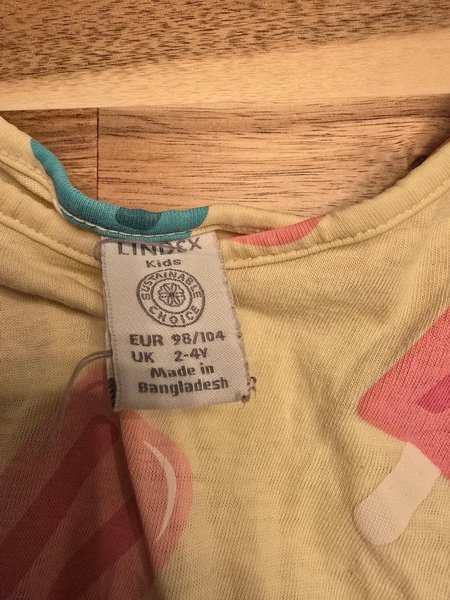 LINDEX
Kids
SUSTAINABLE
CHOICE
EUR 98/104
UK 2-4Y
Made in
Bangladesh